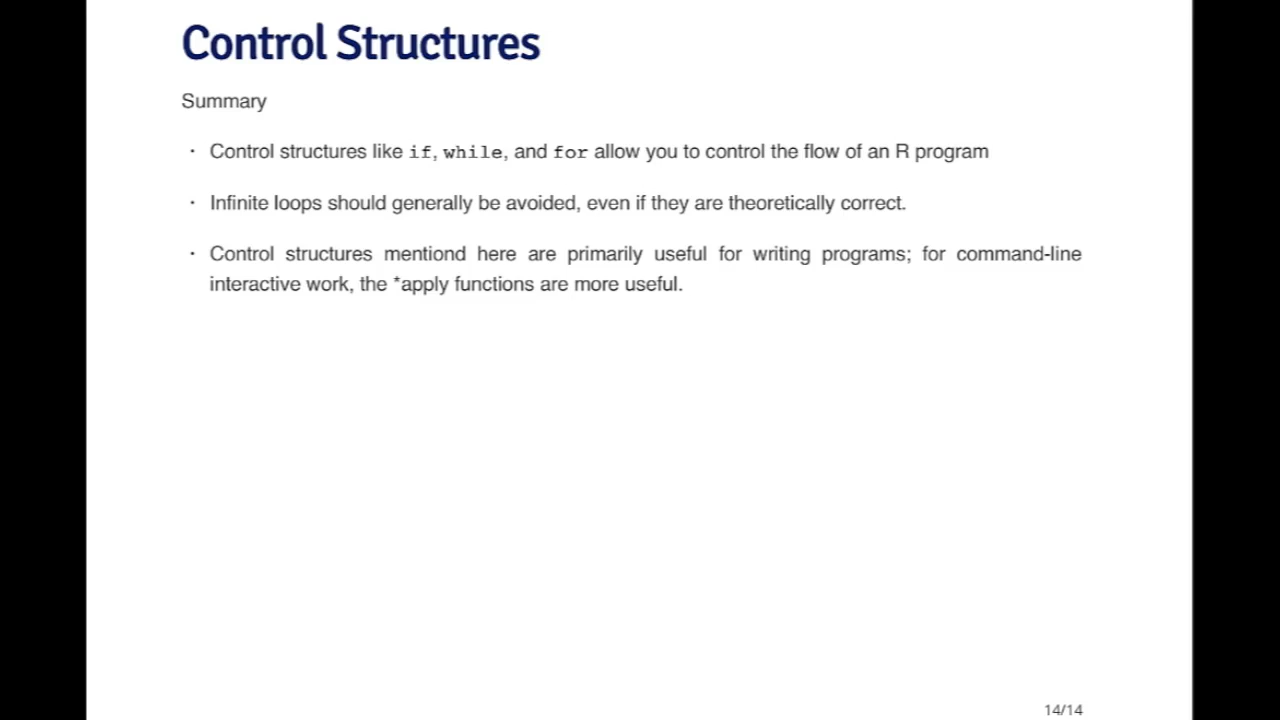 Control Structures
Summary
· Control structures like if, while, and for allow you to control the flow of an R program
· Infinite loops should generally be avoided, even if they are theoretically correct.
· Control structures mentiond here are primarily useful for writing programs; for command-line
interactive work, the *apply functions are more useful.
14/14